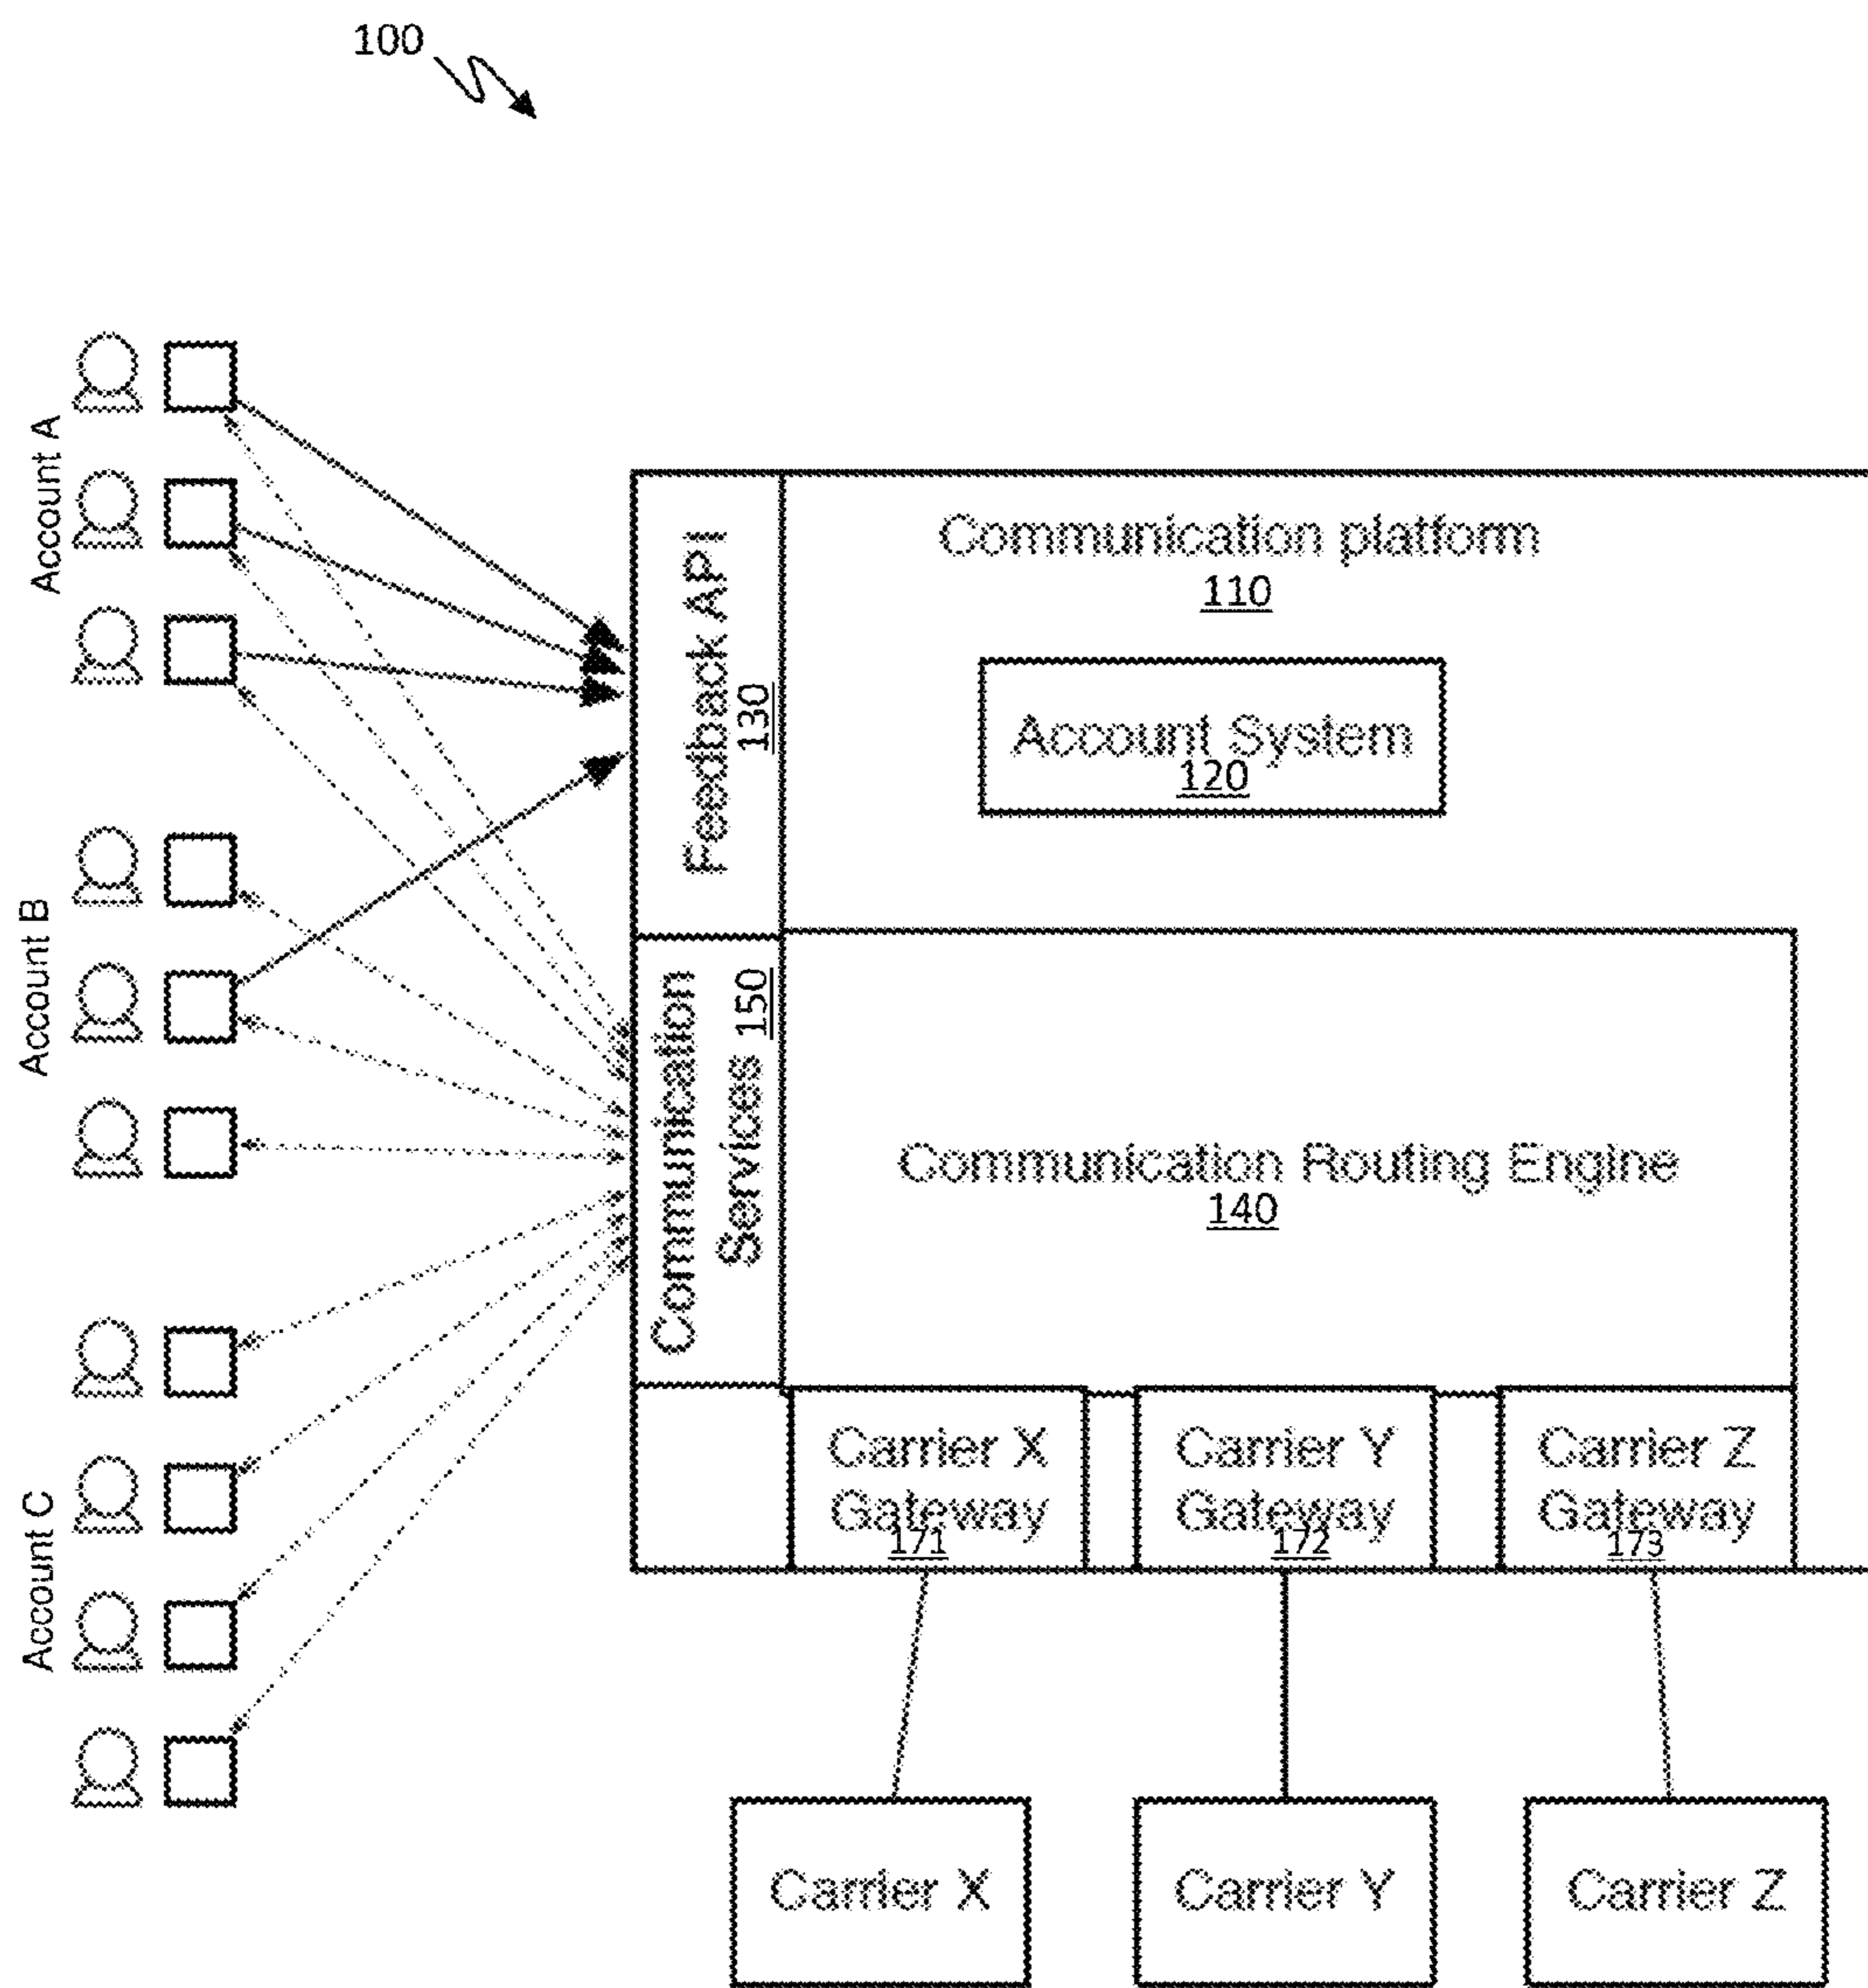 100
Account A
Account B
Account C
Feedback API
130
Communication platform
110
Account System
120
Communication
Services 150
Communication Routing Engine
140
Carrier X
Gateway
171
Carrier Y
Gateway
172
Carrier Z
Gateway
173
Carrier X
Carrier Y
Carrier Z